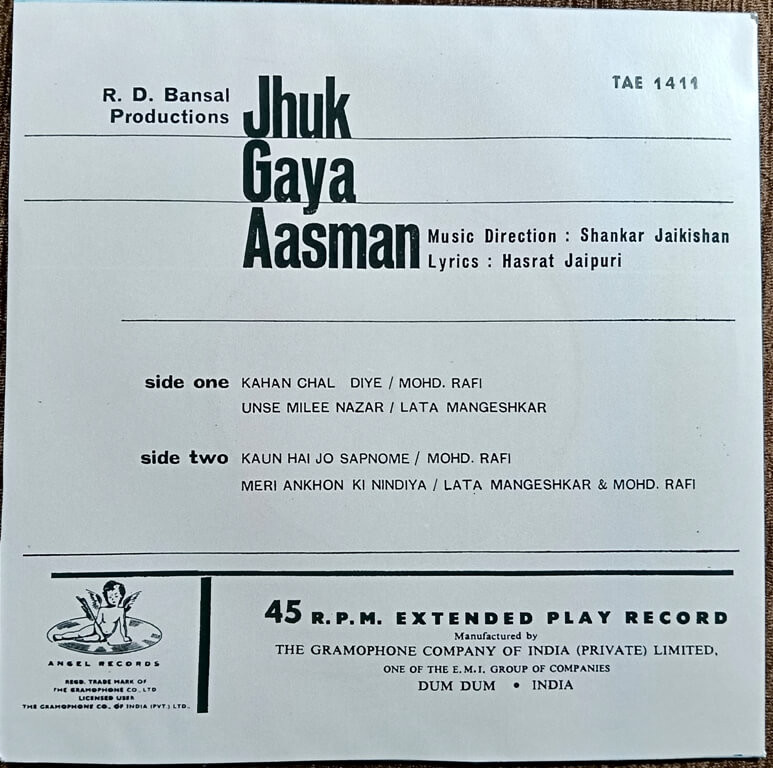 TAE 1411
R. D. Bansal
Productions
Jhuk
Gaya
Aasman
Music Direction : Shankar Jaikishan
Lyrics : Hasrat Jaipuri
side one KAHAN CHAL DIYE / MOHD. RAFI
UNSE MILEE NAZAR / LATA MANGESHKAR
side two KAUN HAI JO SAPNOME / MOHD. RAFI
MERI ANKHON KI NINDIYA / LATA MANGESHKAR & MOHD. RAFI
45 R.P.M. EXTENDED PLAY RECORD
Manufactured by
THE GRAMOPHONE COMPANY OF INDIA (PRIVATE) LIMITED,
ONE OF THE E.M.I. GROUP OF COMPANIES
DUM DUM • INDIA
ANGEL RECORDS
REGD. TRADE MARK OF
THE GRAMOPHONE CO., LTD
LICENSED USER
THE GRAMOPHONE CO., OF INDIA (PVT.) LTD.